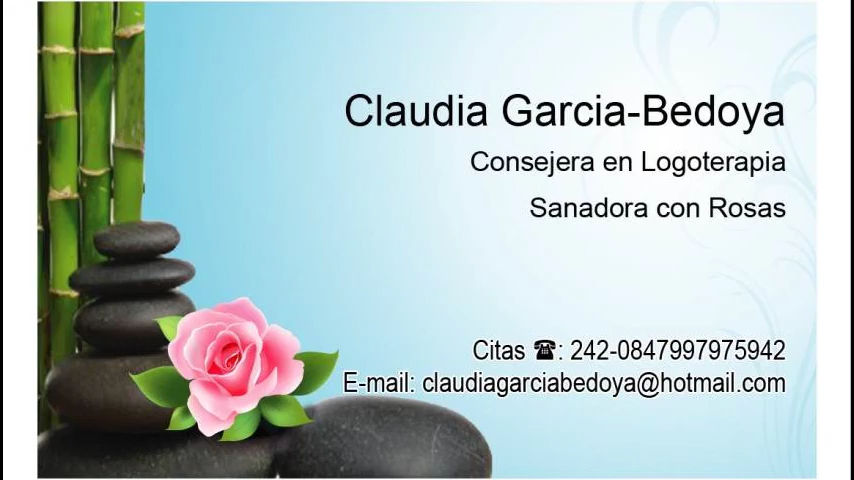 Claudia Garcia-Bedoya
Consejera en Logoterapia
Sanadora con Rosas
Citas ☎: 242-0847997975942
E-mail: claudiagarciabedoya@hotmail.com